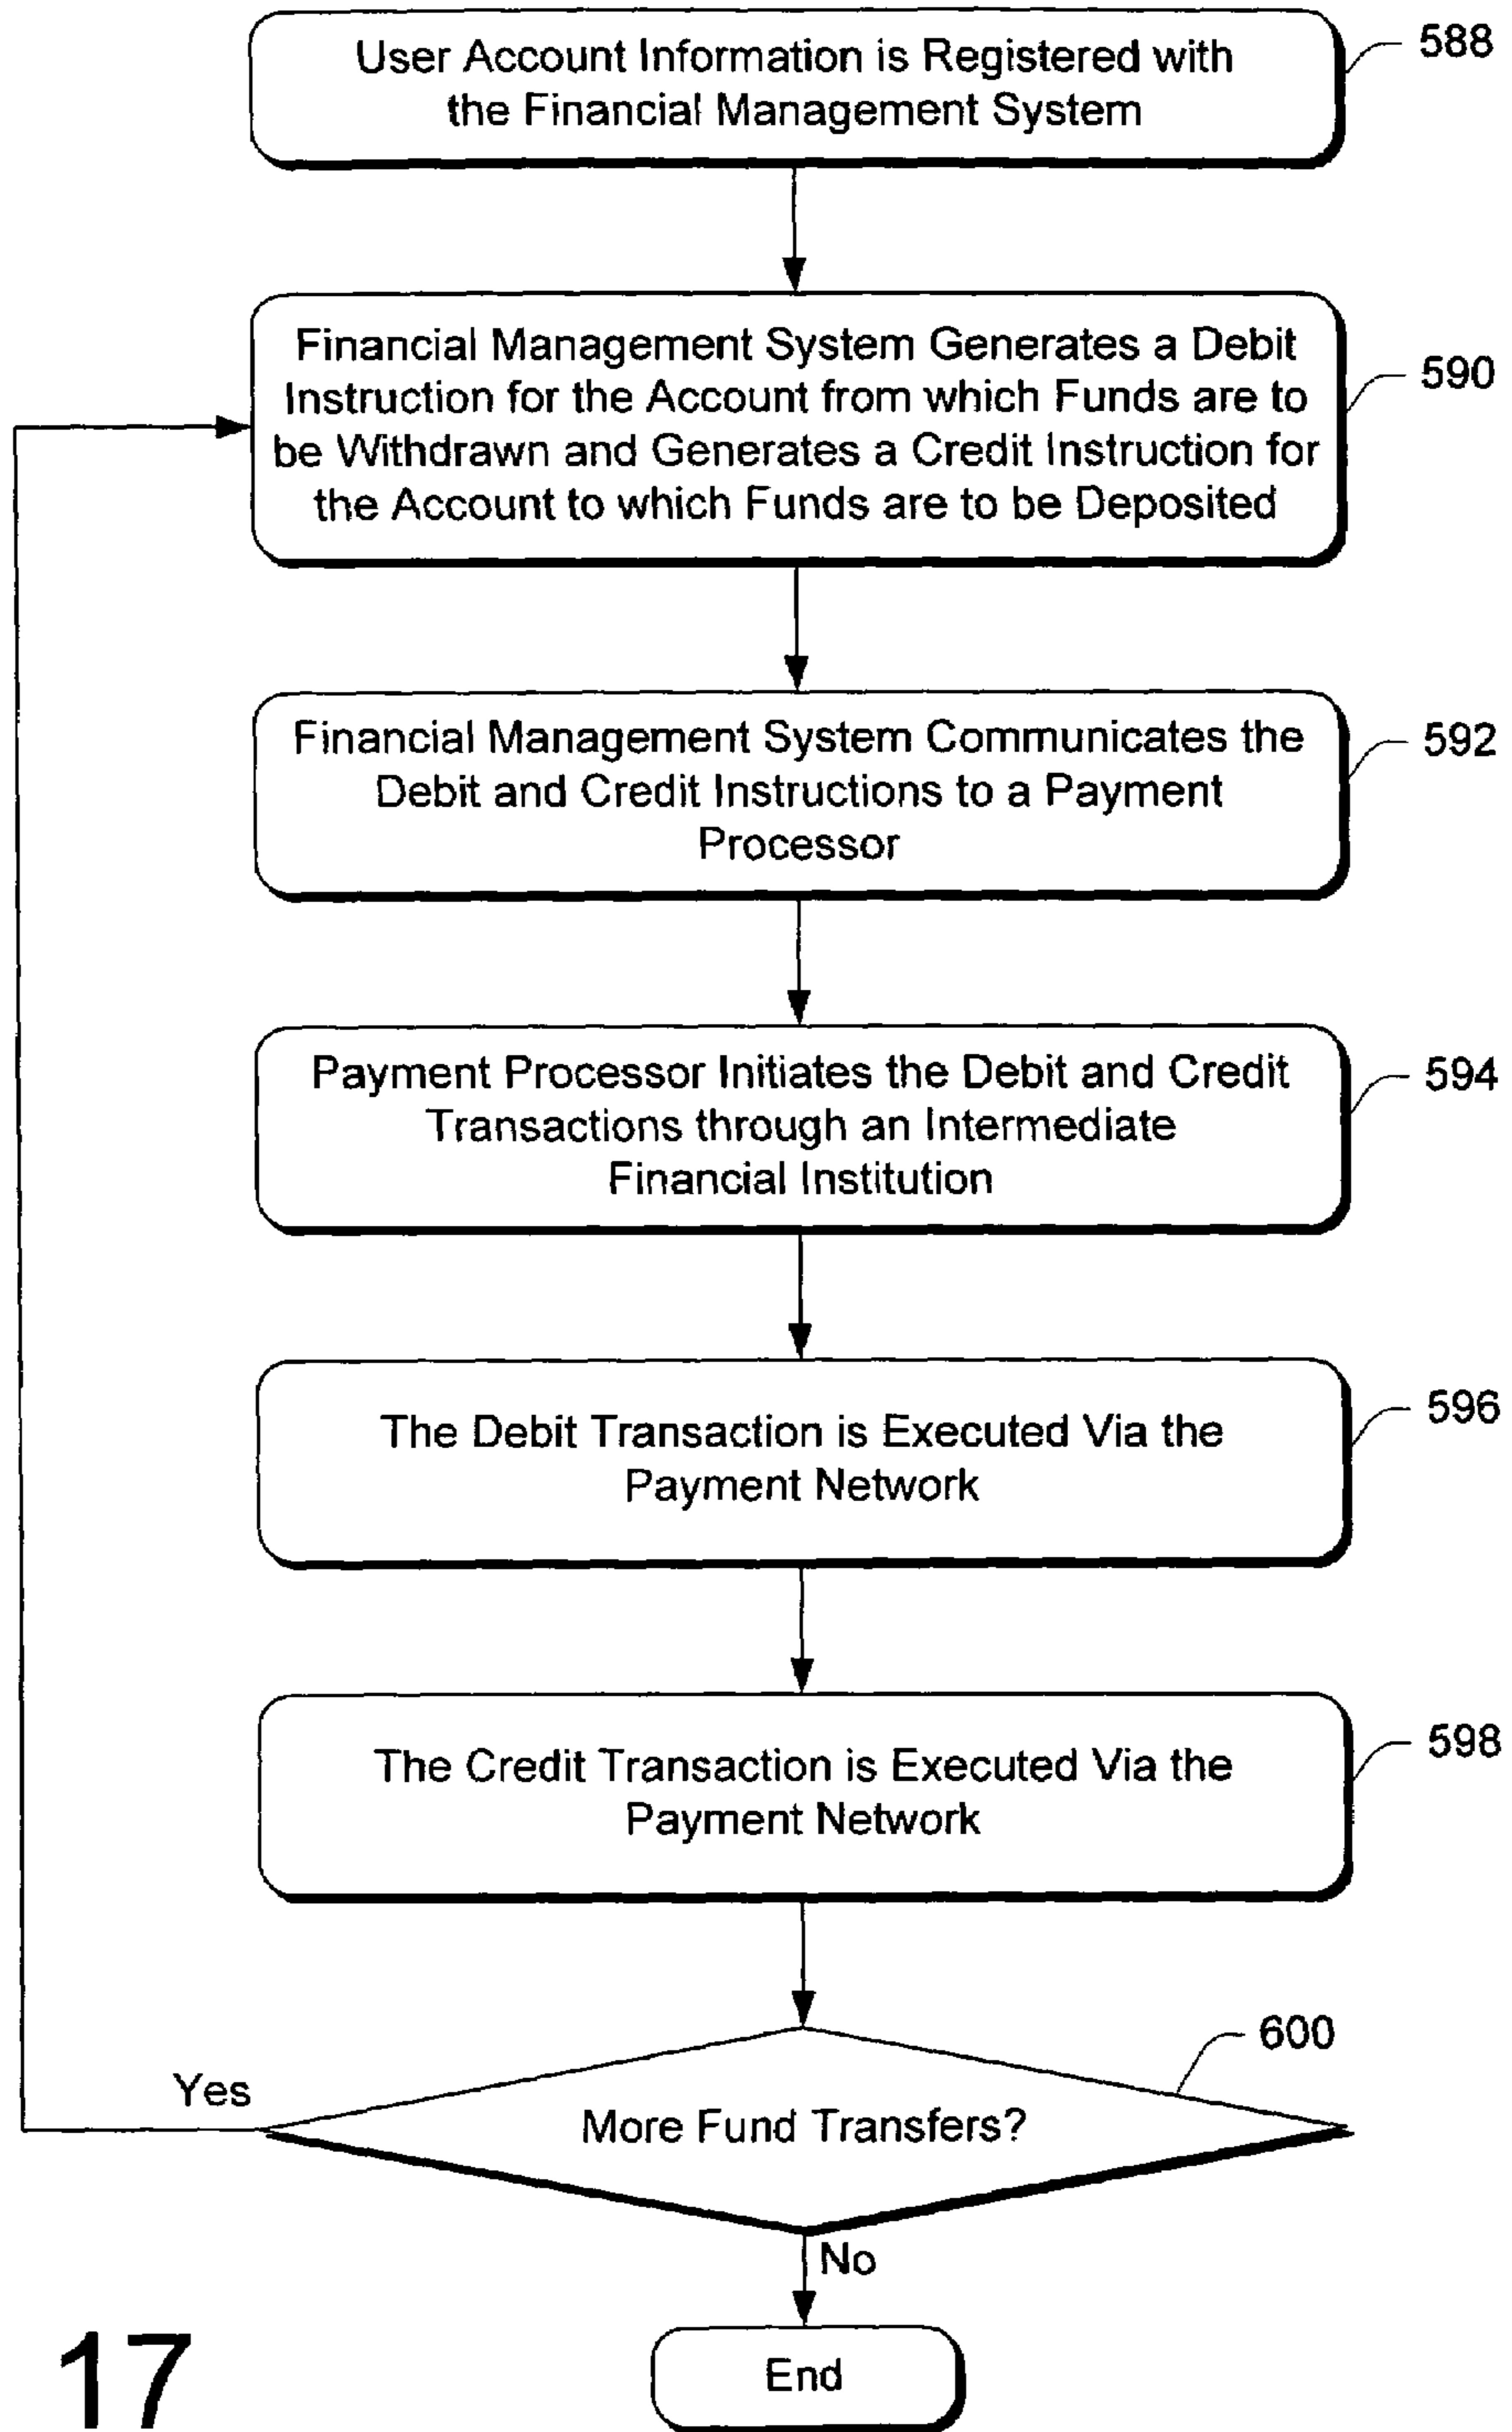 User Account Information is Registered with
the Financial Management System
588
Financial Management System Generates a Debit
Instruction for the Account from which Funds are to
be Withdrawn and Generates a Credit Instruction for
the Account to which Funds are to be Deposited
590
Financial Management System Communicates the
Debit and Credit Instructions to a Payment
Processor
592
Payment Processor Initiates the Debit and Credit
Transactions through an Intermediate
Financial Institution
594
The Debit Transaction is Executed Via the
Payment Network
596
The Credit Transaction is Executed Via the
Payment Network
598
600
Yes
More Fund Transfers?
No
End
17